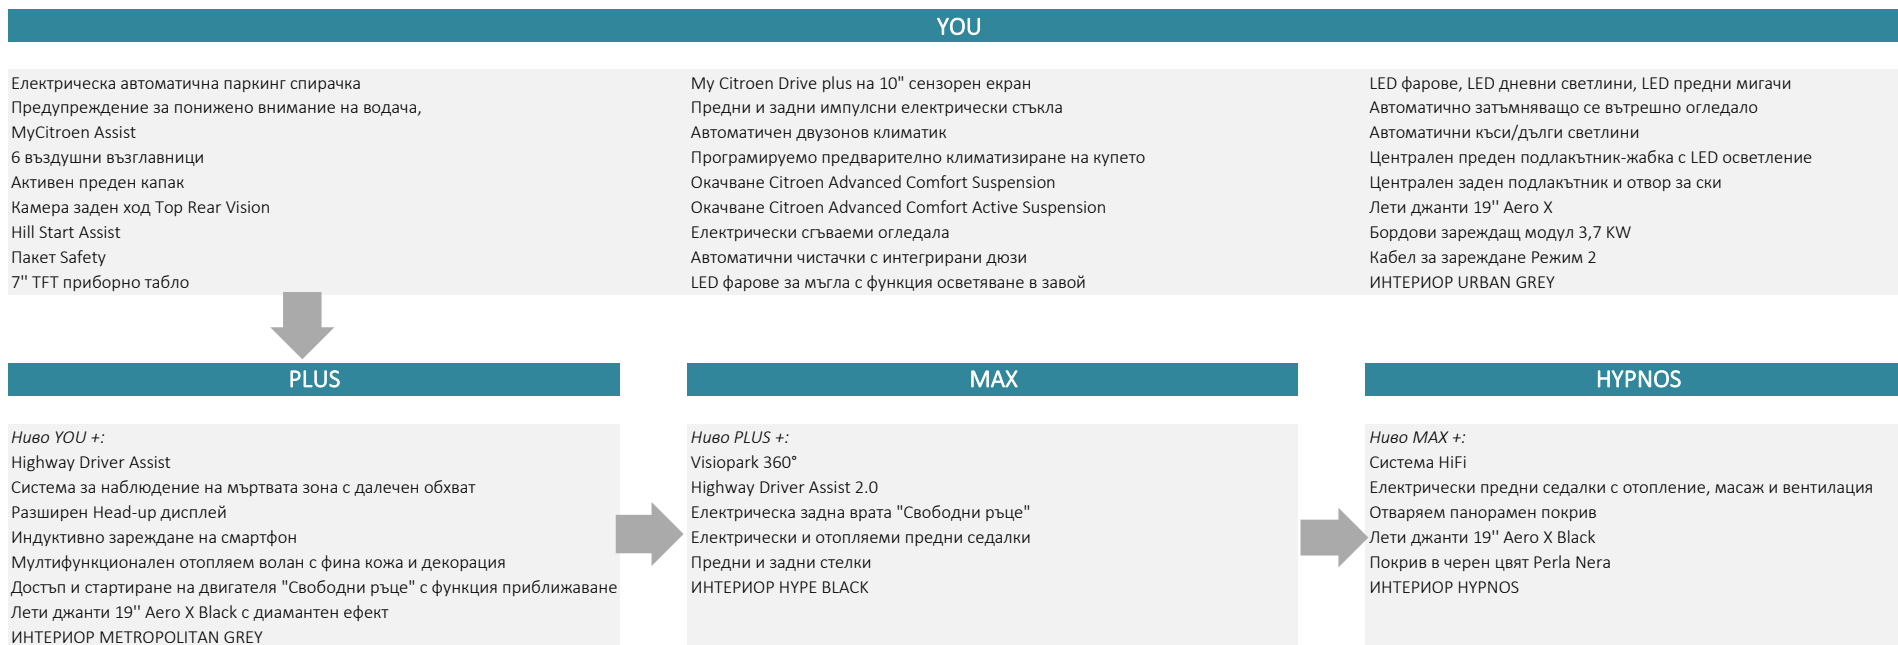 YOU
Електрическа автоматична паркинг спирачка
Предупреждение за понижено внимание на водача,
MyCitroen Assist
6 въздушни възглавници
Активен преден капак
Камера заден ход Top Rear Vision
Hill Start Assist
Пакет Safety
7" TFT приборно табло
My Citroen Drive plus на 10" сензорен екран
Предни и задни импулсни електрически стъкла
Автоматичен двузонов климатик
Програмируемо предварително климатизиране на купето
Окачване Citroen Advanced Comfort Suspension
Окачване Citroen Advanced Comfort Active Suspension
Електрически сгъваеми огледала
Автоматични чистачки с интегрирани дюзи
LED фарове за мъгла с функция осветяване в завой
LED фарове, LED дневни светлини, LED предни мигачи
Автоматично затъмняващо се вътрешно огледало
Автоматични къси/дълги светлини
Централен преден подлакътник-жабка с LED осветление
Централен заден подлакътник и отвор за ски
Лети джанти 19'' Aero X
Бордови зареждащ модул 3,7 KW
Кабел за зареждане Режим 2
ИНТЕРИОР URBAN GREY
PLUS
Ниво YOU +:
Highway Driver Assist
Система за наблюдение на мъртвата зона с далечен обхват
Разширен Head-up дисплей
Индуктивно зареждане на смартфон
Мултифункционален отопляем волан с фина кожа и декорация
Достъп и стартиране на двигателя "Свободни ръце" с функция приближаване
Лети джанти 19'' Aero X Black с диамантен ефект
ИНТЕРИОР METROPOLITAN GREY
MAX
Ниво PLUS +:
Visiopark 360°
Highway Driver Assist 2.0
Електрическа задна врата "Свободни ръце"
Електрически и отопляеми предни седалки
Предни и задни стелки
ИНТЕРИОР HYPE BLACK
HYPNOS
Ниво MAX +:
Система HiFi
Електрически предни седалки с отопление, масаж и вентилация
Отваряем панорамен покрив
Лети джанти 19'' Aero X Black
Покрив в черен цвят Perla Nera
ИНТЕРИОР HYPNOS